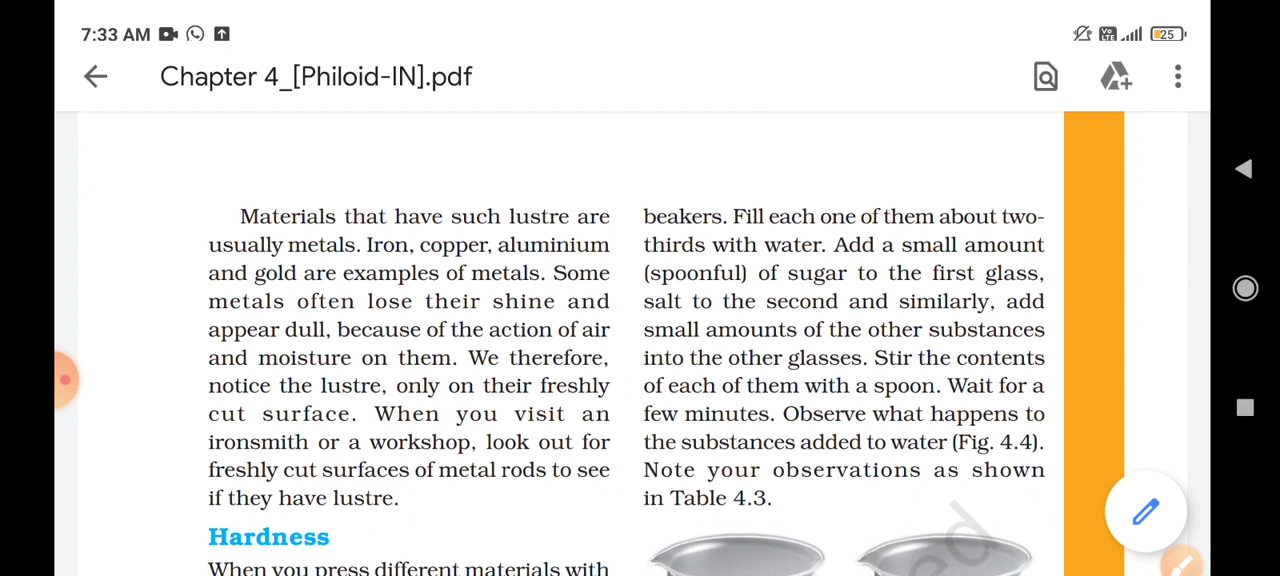 7:33 AM
Vo LTE
25
Chapter 4_[Philoid-IN].pdf
Materials that have such lustre are
usually metals. Iron, copper, aluminium
and gold are examples of metals. Some
metals often lose their shine and
appear dull, because of the action of air
and moisture on them. We therefore,
notice the lustre, only on their freshly
cut surface. When you visit an
ironsmith or a workshop, look out for
freshly cut surfaces of metal rods to see
if they have lustre.
Hardness
When you press different materials with
beakers. Fill each one of them about two-
thirds with water. Add a small amount
(spoonful) of sugar to the first glass,
salt to the second and similarly, add
small amounts of the other substances
into the other glasses. Stir the contents
of each of them with a spoon. Wait for a
few minutes. Observe what happens to
the substances added to water (Fig. 4.4).
Note your observations as shown
in Table 4.3.